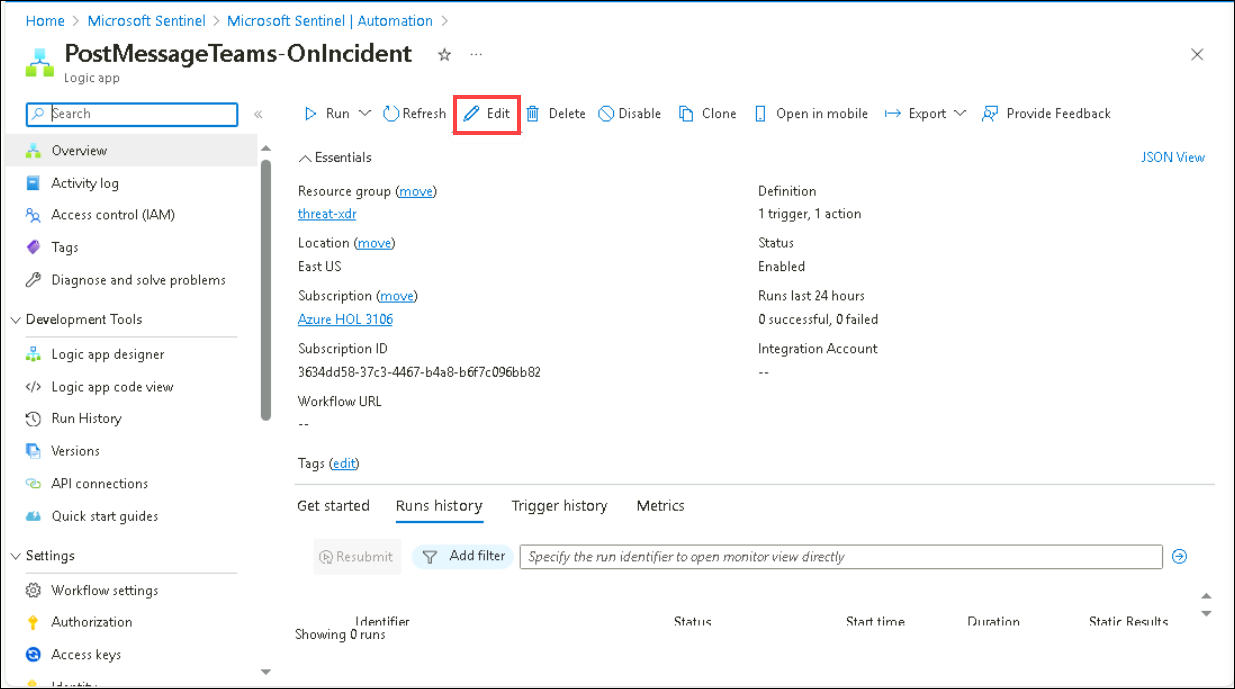 Home > Microsoft Sentinel > Microsoft Sentinel | Automation >
PostMessageTeams-OnIncident
Logic app
Search
Run
Refresh
Edit
Delete
Disable
Clone
Open in mobile
Export
Provide Feedback
Overview
Activity log
Access control (IAM)
Tags
Diagnose and solve problems
Development Tools
Logic app designer
Logic app code view
Run History
Versions
API connections
Quick start guides
Settings
Workflow settings
Authorization
Access keys
Identity
Essentials
JSON View
Resource group (move)
threat-xdr
Location (move)
East US
Subscription (move)
Azure HOL 3106
Subscription ID
3634dd58-37c3-4467-b4a8-b6f7c096bb82
Workflow URL
--
Definition
1 trigger, 1 action
Status
Enabled
Runs last 24 hours
0 successful, 0 failed
Integration Account
--
Tags (edit)
Get started
Runs history
Trigger history
Metrics
Resubmit
Add filter
Specify the run identifier to open monitor view directly
Identifier
Status
Start time
Duration
Static Results
Showing 0 runs